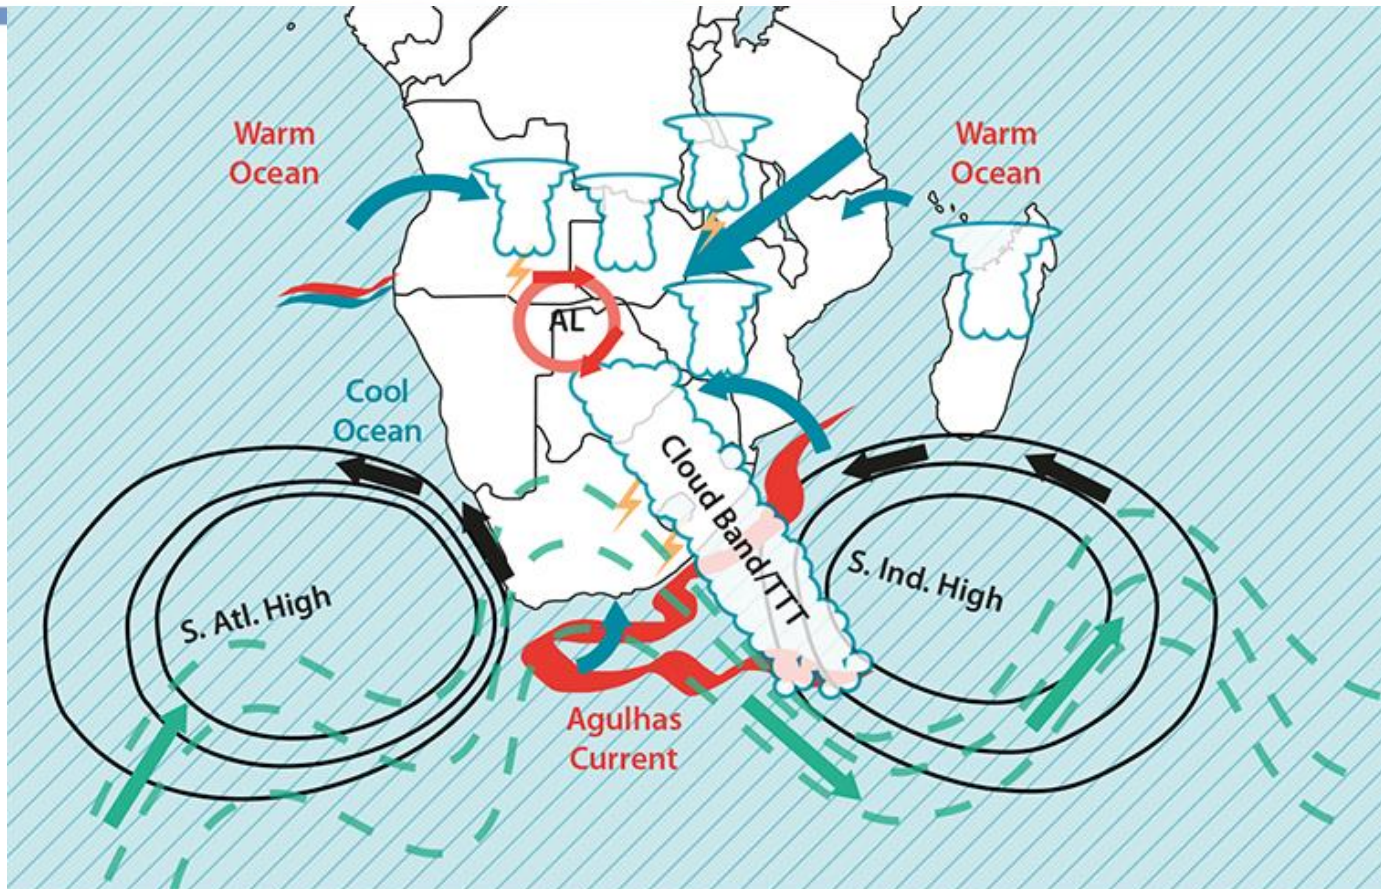 Warm
Ocean
Warm
Ocean
AL
Cool
Ocean
Cloud Band/TTT
S. Atl. High
S. Ind. High
Agulhas
Current